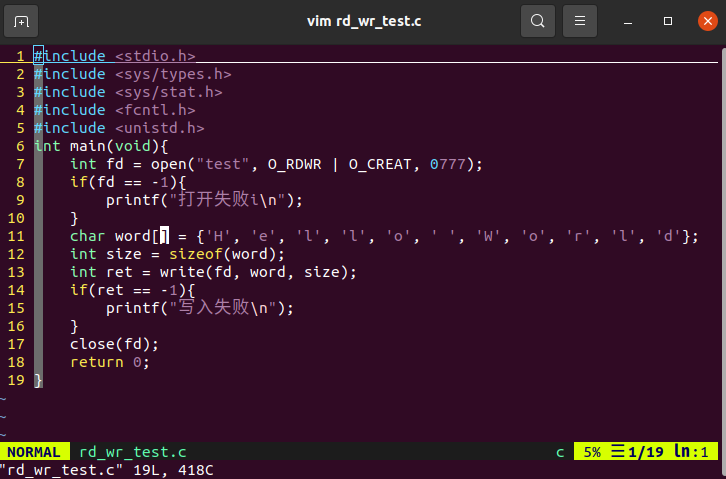 vim rd_wr_test.c
1 #include <stdio.h>
2 #include <sys/types.h>
3 #include <sys/stat.h>
4 #include <fcntl.h>
5 #include <unistd.h>
6 int main(void){
7     int fd = open("test", O_RDWR | O_CREAT, 0777);
8     if(fd == -1){
9         printf("打开失败i\n");
10     }
11     char word[] = {'H', 'e', 'l', 'l', 'o', ' ', 'W', 'o', 'r', 'l', 'd'};
12     int size = sizeof(word);
13     int ret = write(fd, word, size);
14     if(ret == -1){
15         printf("写入失败\n");
16     }
17     close(fd);
18     return 0;
19 }
~
~
~
NORMAL rd_wr_test.c c 5% ☰1/19 ln:1
"rd_wr_test.c" 19L, 418C